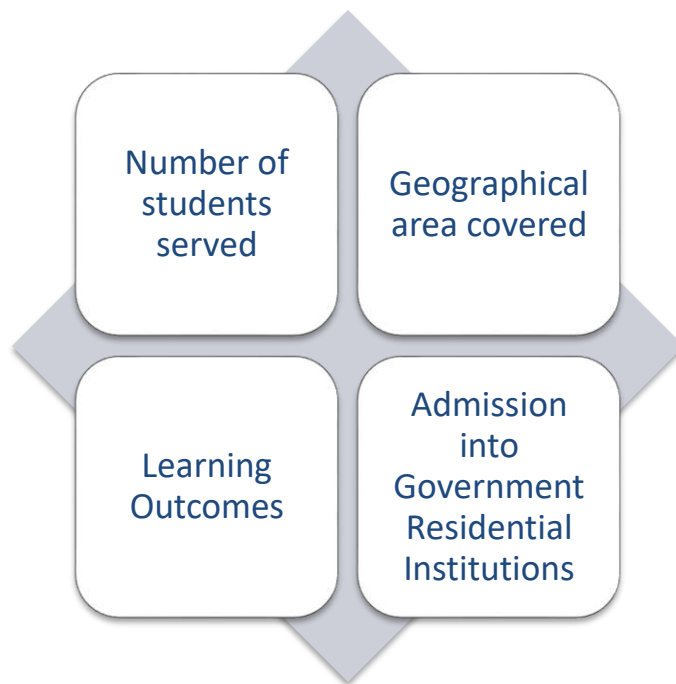 Number of
students
served
Geographical
area covered
Learning
Outcomes
Admission
into
Government
Residential
Institutions